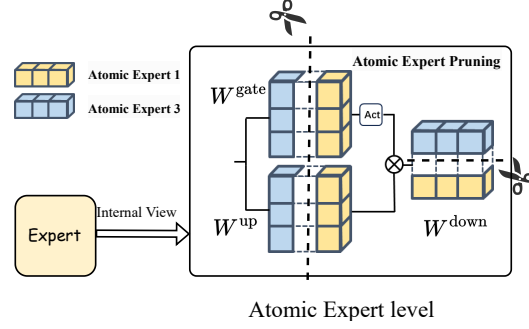 Atomic Expert Pruning
Atomic Expert 1
Atomic Expert 3
W^gate
Act
W^up
W^down
Internal View
Expert
Atomic Expert level